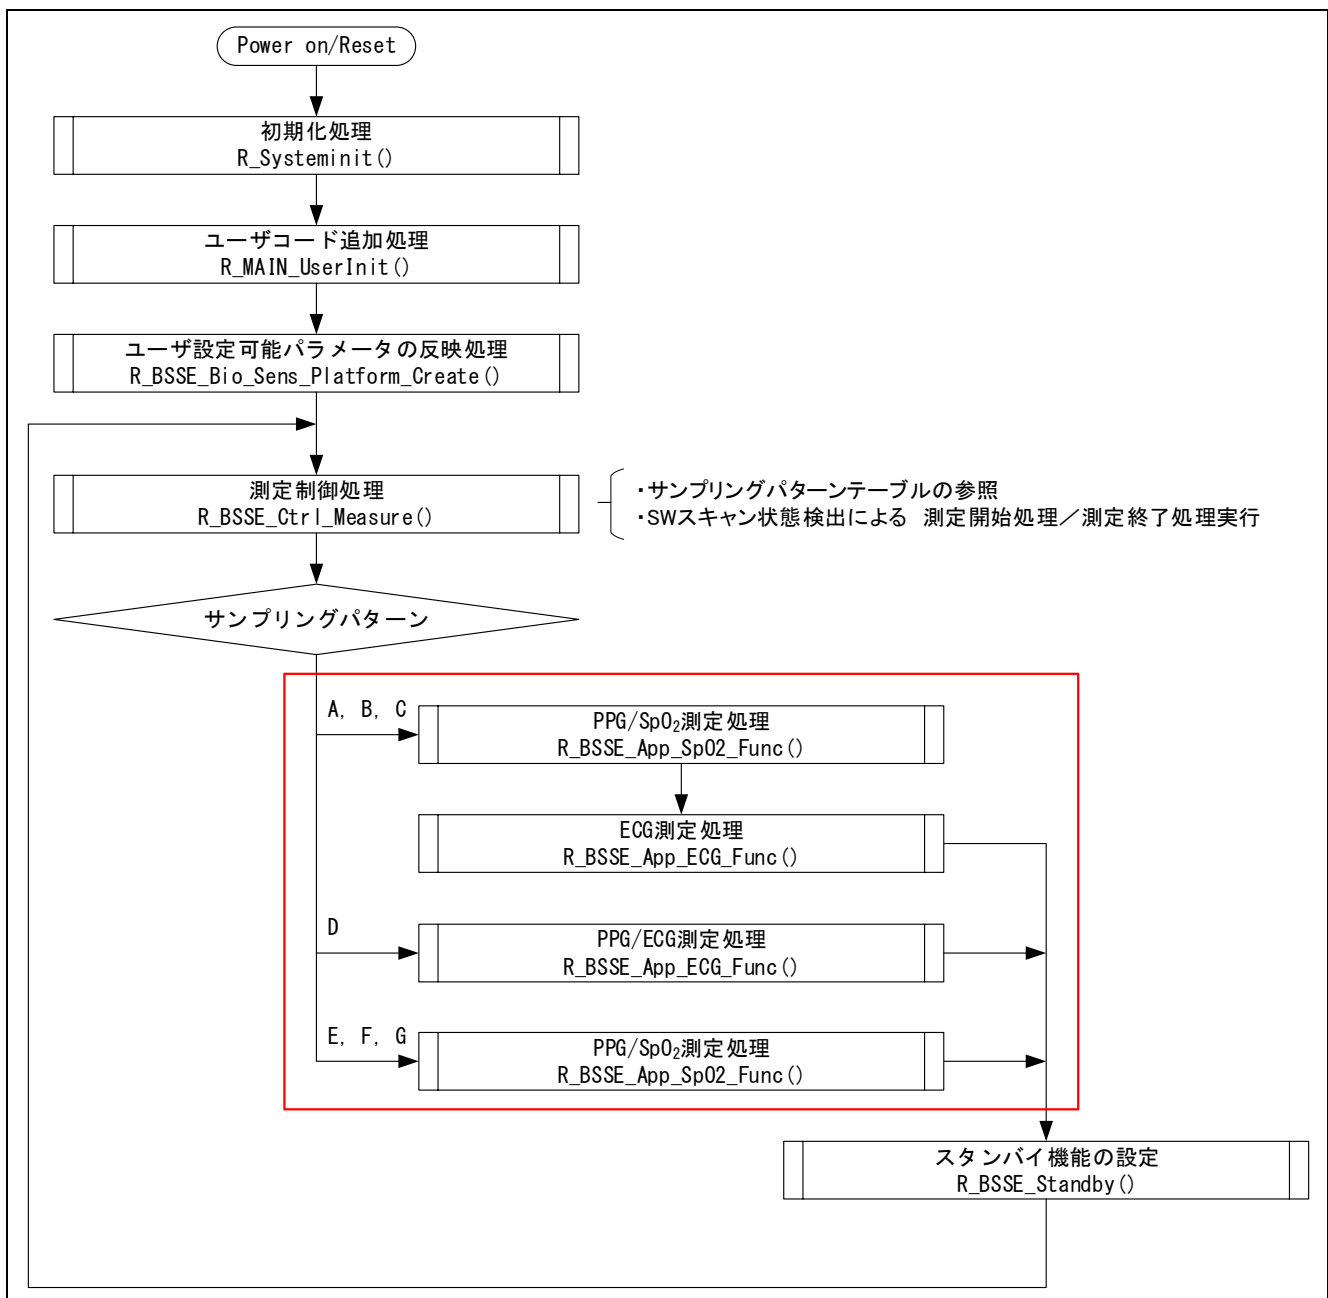 Power on/Reset
初期化処理
R_Systeminit()
ユーザコード追加処理
R_MAIN_UserInit()
ユーザ設定可能パラメータの反映処理
R_BSSE_Bio_Sens_Platform_Create()
測定制御処理
R_BSSE_Ctrl_Measure()
・サンプリングパターンテーブルの参照
・SWスキャン状態検出による 測定開始処理／測定終了処理実行
サンプリングパターン
A, B, C
PPG/SpO₂測定処理
R_BSSE_App_SpO2_Func()
ECG測定処理
R_BSSE_App_ECG_Func()
D
PPG/ECG測定処理
R_BSSE_App_ECG_Func()
E, F, G
PPG/SpO₂測定処理
R_BSSE_App_SpO2_Func()
スタンバイ機能の設定
R_BSSE_Standby()